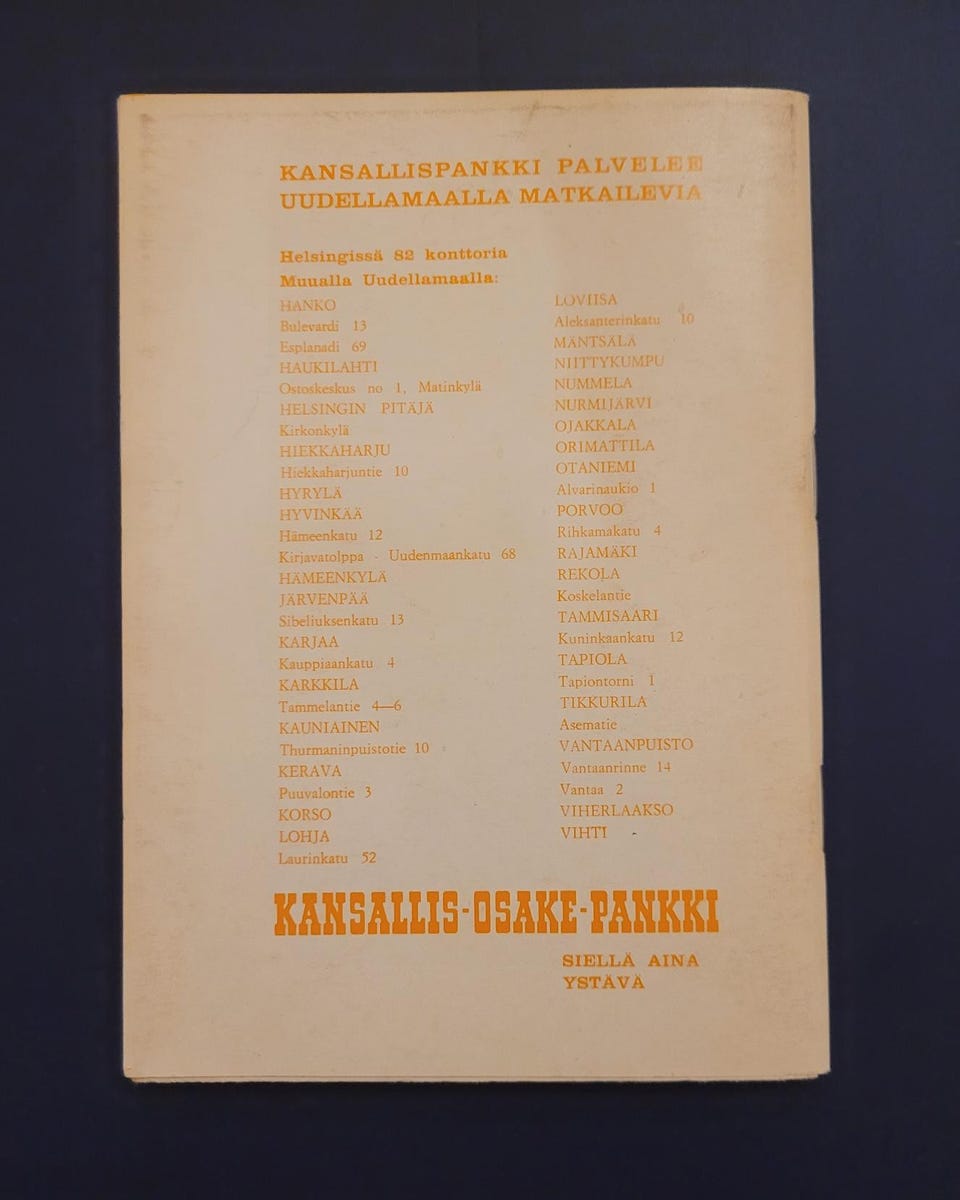 KANSALLISPANKKI PALVELEE
UUDELLAMAALLA MATKAILEVIA
Helsingissä 82 konttoria
Muualla Uudellamaalla:
HANKO
Bulevardi 13
Esplanadi 69
HAUKILAHTI
Ostoskeskus no 1, Matinkylä
HELSINGIN PITÄJÄ
Kirkonkylä
HIEKKAHARJU
Hiekkaharjuntie 10
HYRYLÄ
HYVINKÄÄ
Hämeenkatu 12
Kirjavatolppa - Uudenmaankatu 68
HÄMEENKYLÄ
JÄRVENPÄÄ
Sibeliuksenkatu 13
KARJAA
Kauppiaankatu 4
KARKKILA
Tammelantie 4—6
KAUNIAINEN
Thurmaninpuistotie 10
KERAVA
Puuvalontie 3
KORSO
LOHJA
Laurinkatu 52
LOVIISA
Aleksanterinkatu 10
MÄNTSÄLÄ
NIITTYKUMPU
NUMMELA
NURMIJÄRVI
OJAKKALA
ORIMATTILA
OTANIEMI
Alvarinaukio 1
PORVOO
Rihkamakatu 4
RAJAMÄKI
REKOLA
Koskelantie
TAMMISAARI
Kuninkaankatu 12
TAPIOLA
Tapiontorni 1
TIKKURILA
Asematie
VANTAANPUISTO
Vantaanrinne 14
Vantaa 2
VIHERLAAKSO
VIHTI
KANSALLIS-OSAKE-PANKKI
SIELLÄ AINA
YSTÄVÄ